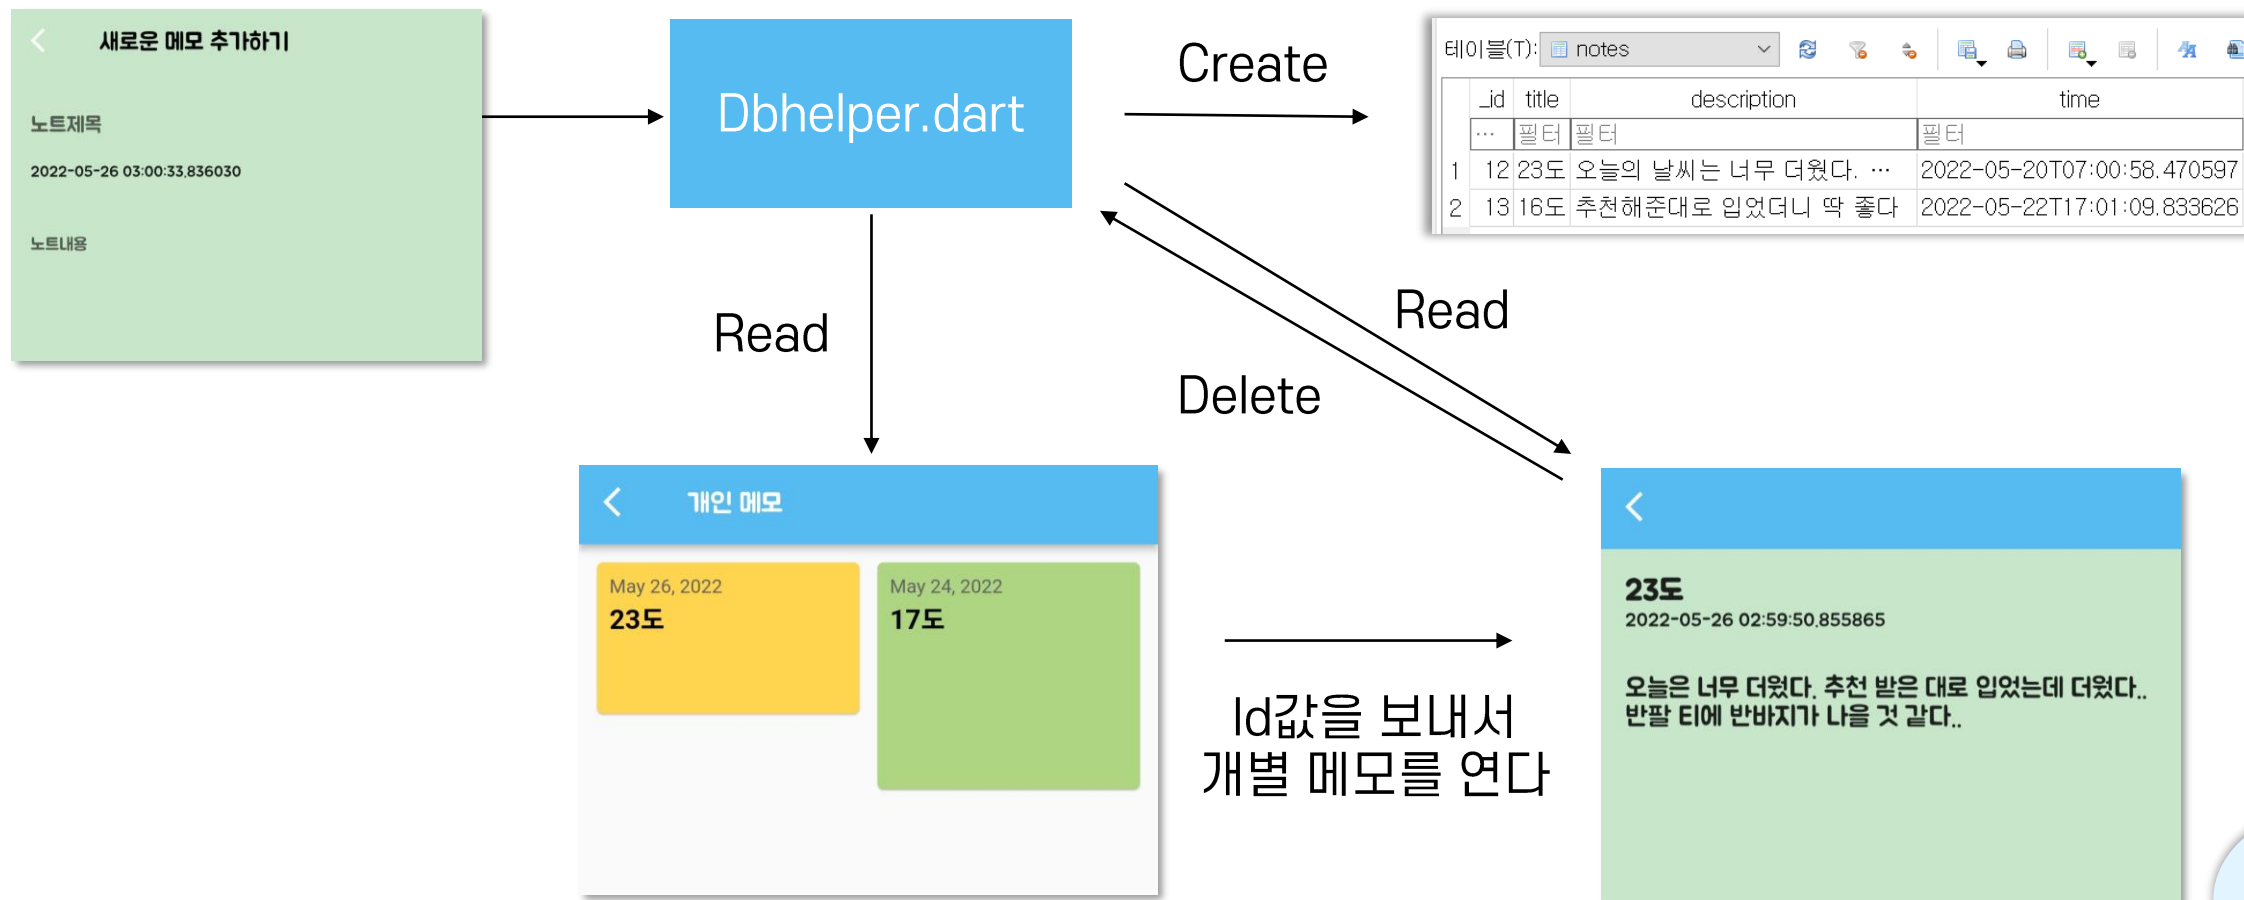 새로운 메모 추가하기
노트제목
2022-05-26 03:00:33.836030
노트내용
Dbhelper.dart
Create
테이블(T): notes
_id title description time
… 필터 필터 필터
1 12 23도 오늘의 날씨는 너무 더웠다. … 2022-05-20T07:00:58.470597
2 13 16도 추천해준대로 입었더니 딱 좋다 2022-05-22T17:01:09.833626
Read
Read
Delete
개인 메모
May 26, 2022
23도
May 24, 2022
17도
Id값을 보내서
개별 메모를 연다
23도
2022-05-26 02:59:50.855865
오늘은 너무 더웠다. 추천 받은 대로 입었는데 더웠다..
반팔 티에 반바지가 나을 것 같다..